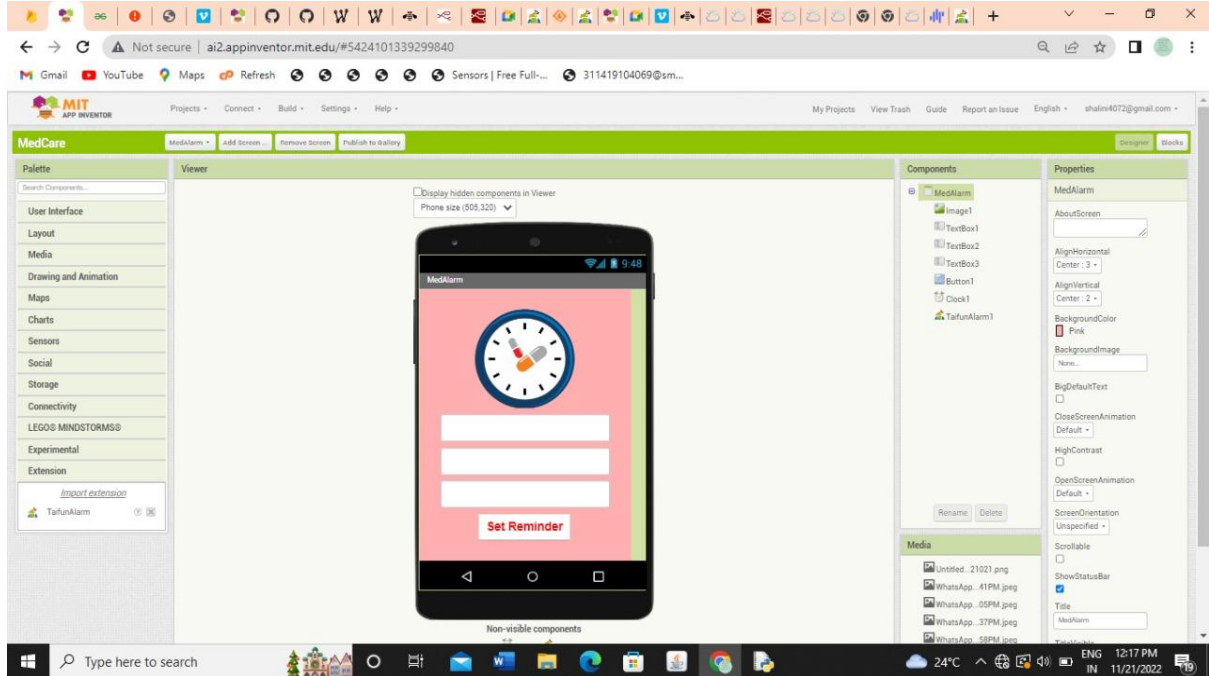 Not secure | ai2.appinventor.mit.edu/#5424101339299840
Gmail YouTube Maps Refresh Sensors | Free Full-... 311419104069@sm...
MIT
APP INVENTOR
Projects Connect Build Settings Help My Projects View Trash Guide Report an Issue English shalini4072@gmail.com
MedCare MedAlarm Add Screen ... Remove Screen Publish to Gallery Designer Blocks
Palette
Search Components...
User Interface
Layout
Media
Drawing and Animation
Maps
Charts
Sensors
Social
Storage
Connectivity
LEGO® MINDSTORMS®
Experimental
Extension
Import extension
TaifunAlarm
Viewer
Display hidden components in Viewer
Phone size (505,320)
9:48
MedAlarm
Set Reminder
Non-visible components
Components
MedAlarm
Image1
TextBox1
TextBox2
TextBox3
Button1
Clock1
TaifunAlarm1
Rename Delete
Media
Untitled...21021.png
WhatsApp...41PM.jpeg
WhatsApp...05PM.jpeg
WhatsApp...37PM.jpeg
WhatsApp...58PM.jpeg
Properties
MedAlarm
AboutScreen
AlignHorizontal
Center : 3
AlignVertical
Center : 2
BackgroundColor
Pink
BackgroundImage
None...
BigDefaultText
CloseScreenAnimation
Default
HighContrast
OpenScreenAnimation
Default
ScreenOrientation
Unspecified
Scrollable
ShowStatusBar
Title
MedAlarm
TitleVisible
Type here to search
24°C
ENG
IN
12:17 PM
11/21/2022
19